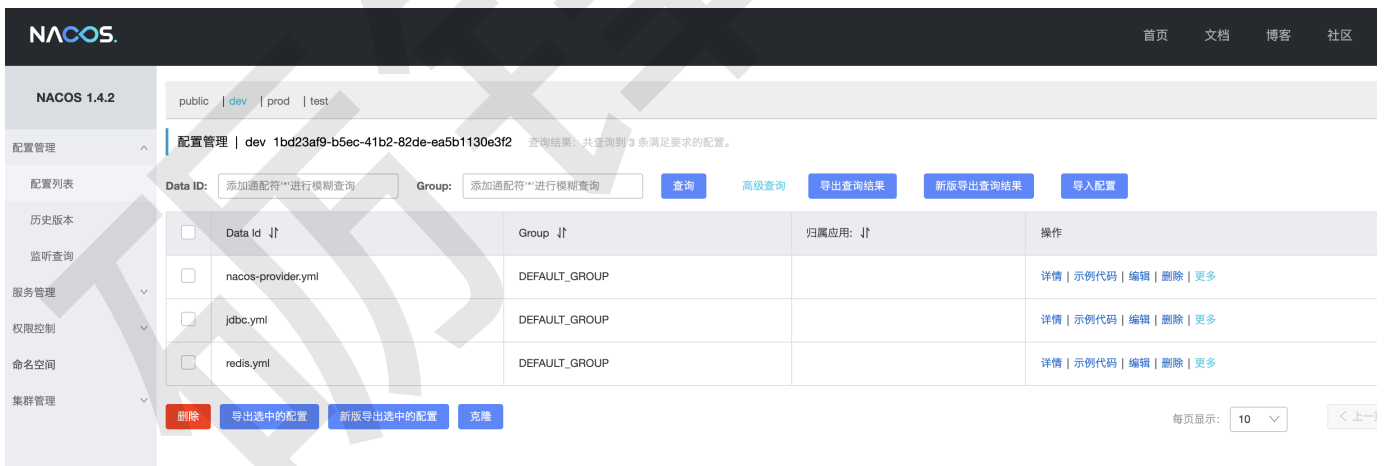 NACOS. 首页 文档 博客 社区
NACOS 1.4.2
配置管理
配置列表
历史版本
监听查询
服务管理
权限控制
命名空间
集群管理
public | dev | prod | test
配置管理 | dev 1bd23af9-b5ec-41b2-82de-ea5b1130e3f2 查询结果：共查询到 3 条满足要求的配置。
Data ID: 添加通配符'*'进行模糊查询 Group: 添加通配符'*'进行模糊查询 查询 高级查询 导出查询结果 新版导出查询结果 导入配置
Data Id Group 归属应用: 操作
nacos-provider.yml DEFAULT_GROUP 详情 | 示例代码 | 编辑 | 删除 | 更多
jdbc.yml DEFAULT_GROUP 详情 | 示例代码 | 编辑 | 删除 | 更多
redis.yml DEFAULT_GROUP 详情 | 示例代码 | 编辑 | 删除 | 更多
删除 导出选中的配置 新版导出选中的配置 克隆 每页显示: 10 < 上一